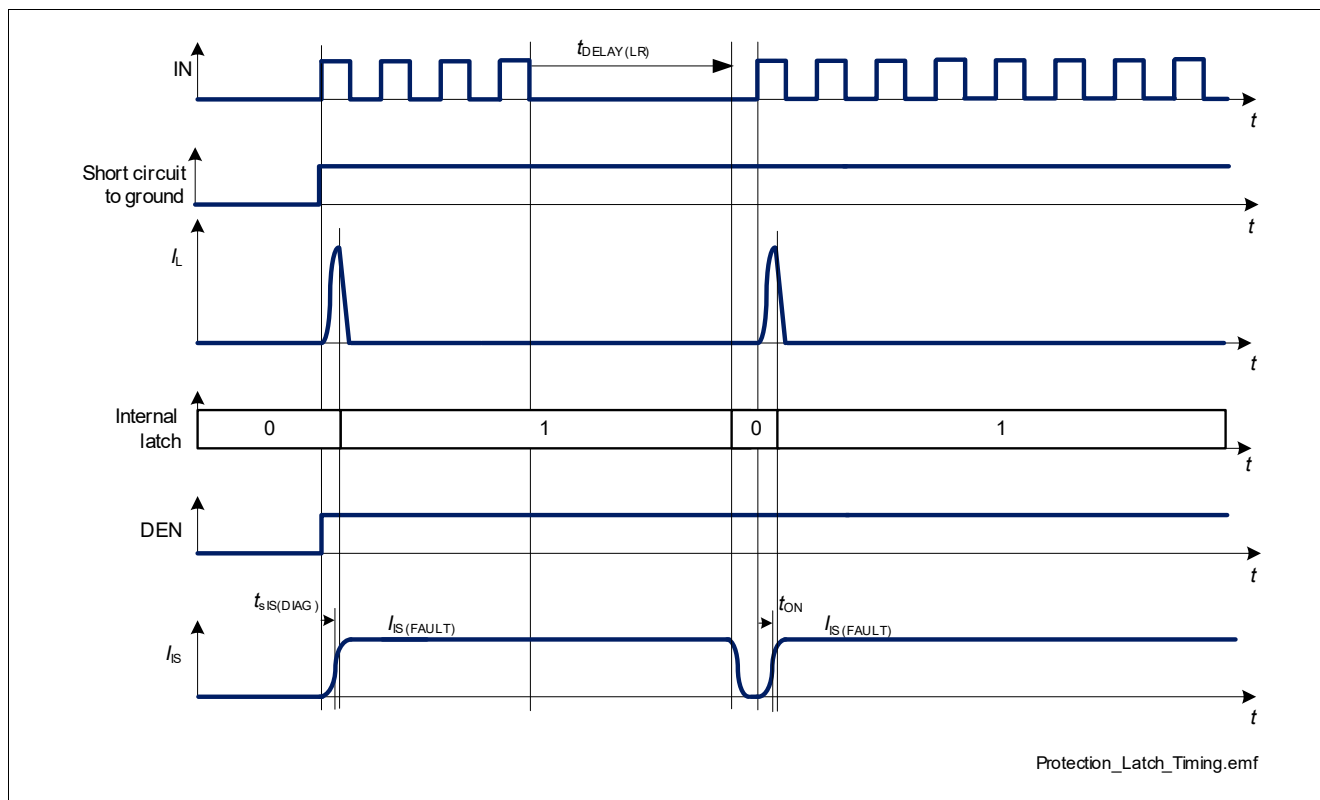 IN
tDELAY(LR)
t
Short circuit
to ground
t
IL
t
Internal
latch
0
1
0
1
t
DEN
t
tsIS(DIAG)
tON
IIS(FAULT)
IIS(FAULT)
IIS
t
Protection_Latch_Timing.emf